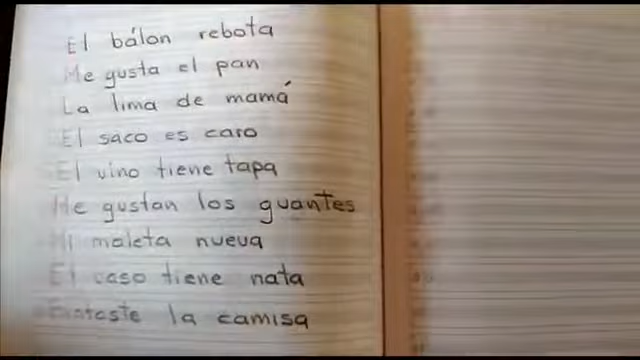 El bálon rebota
Me gusta el pan
La lima de mamá
El saco es caro
El vino tiene tapa
Me gustan los guantes
Mi maleta nueva
El caso tiene nata
la camisa